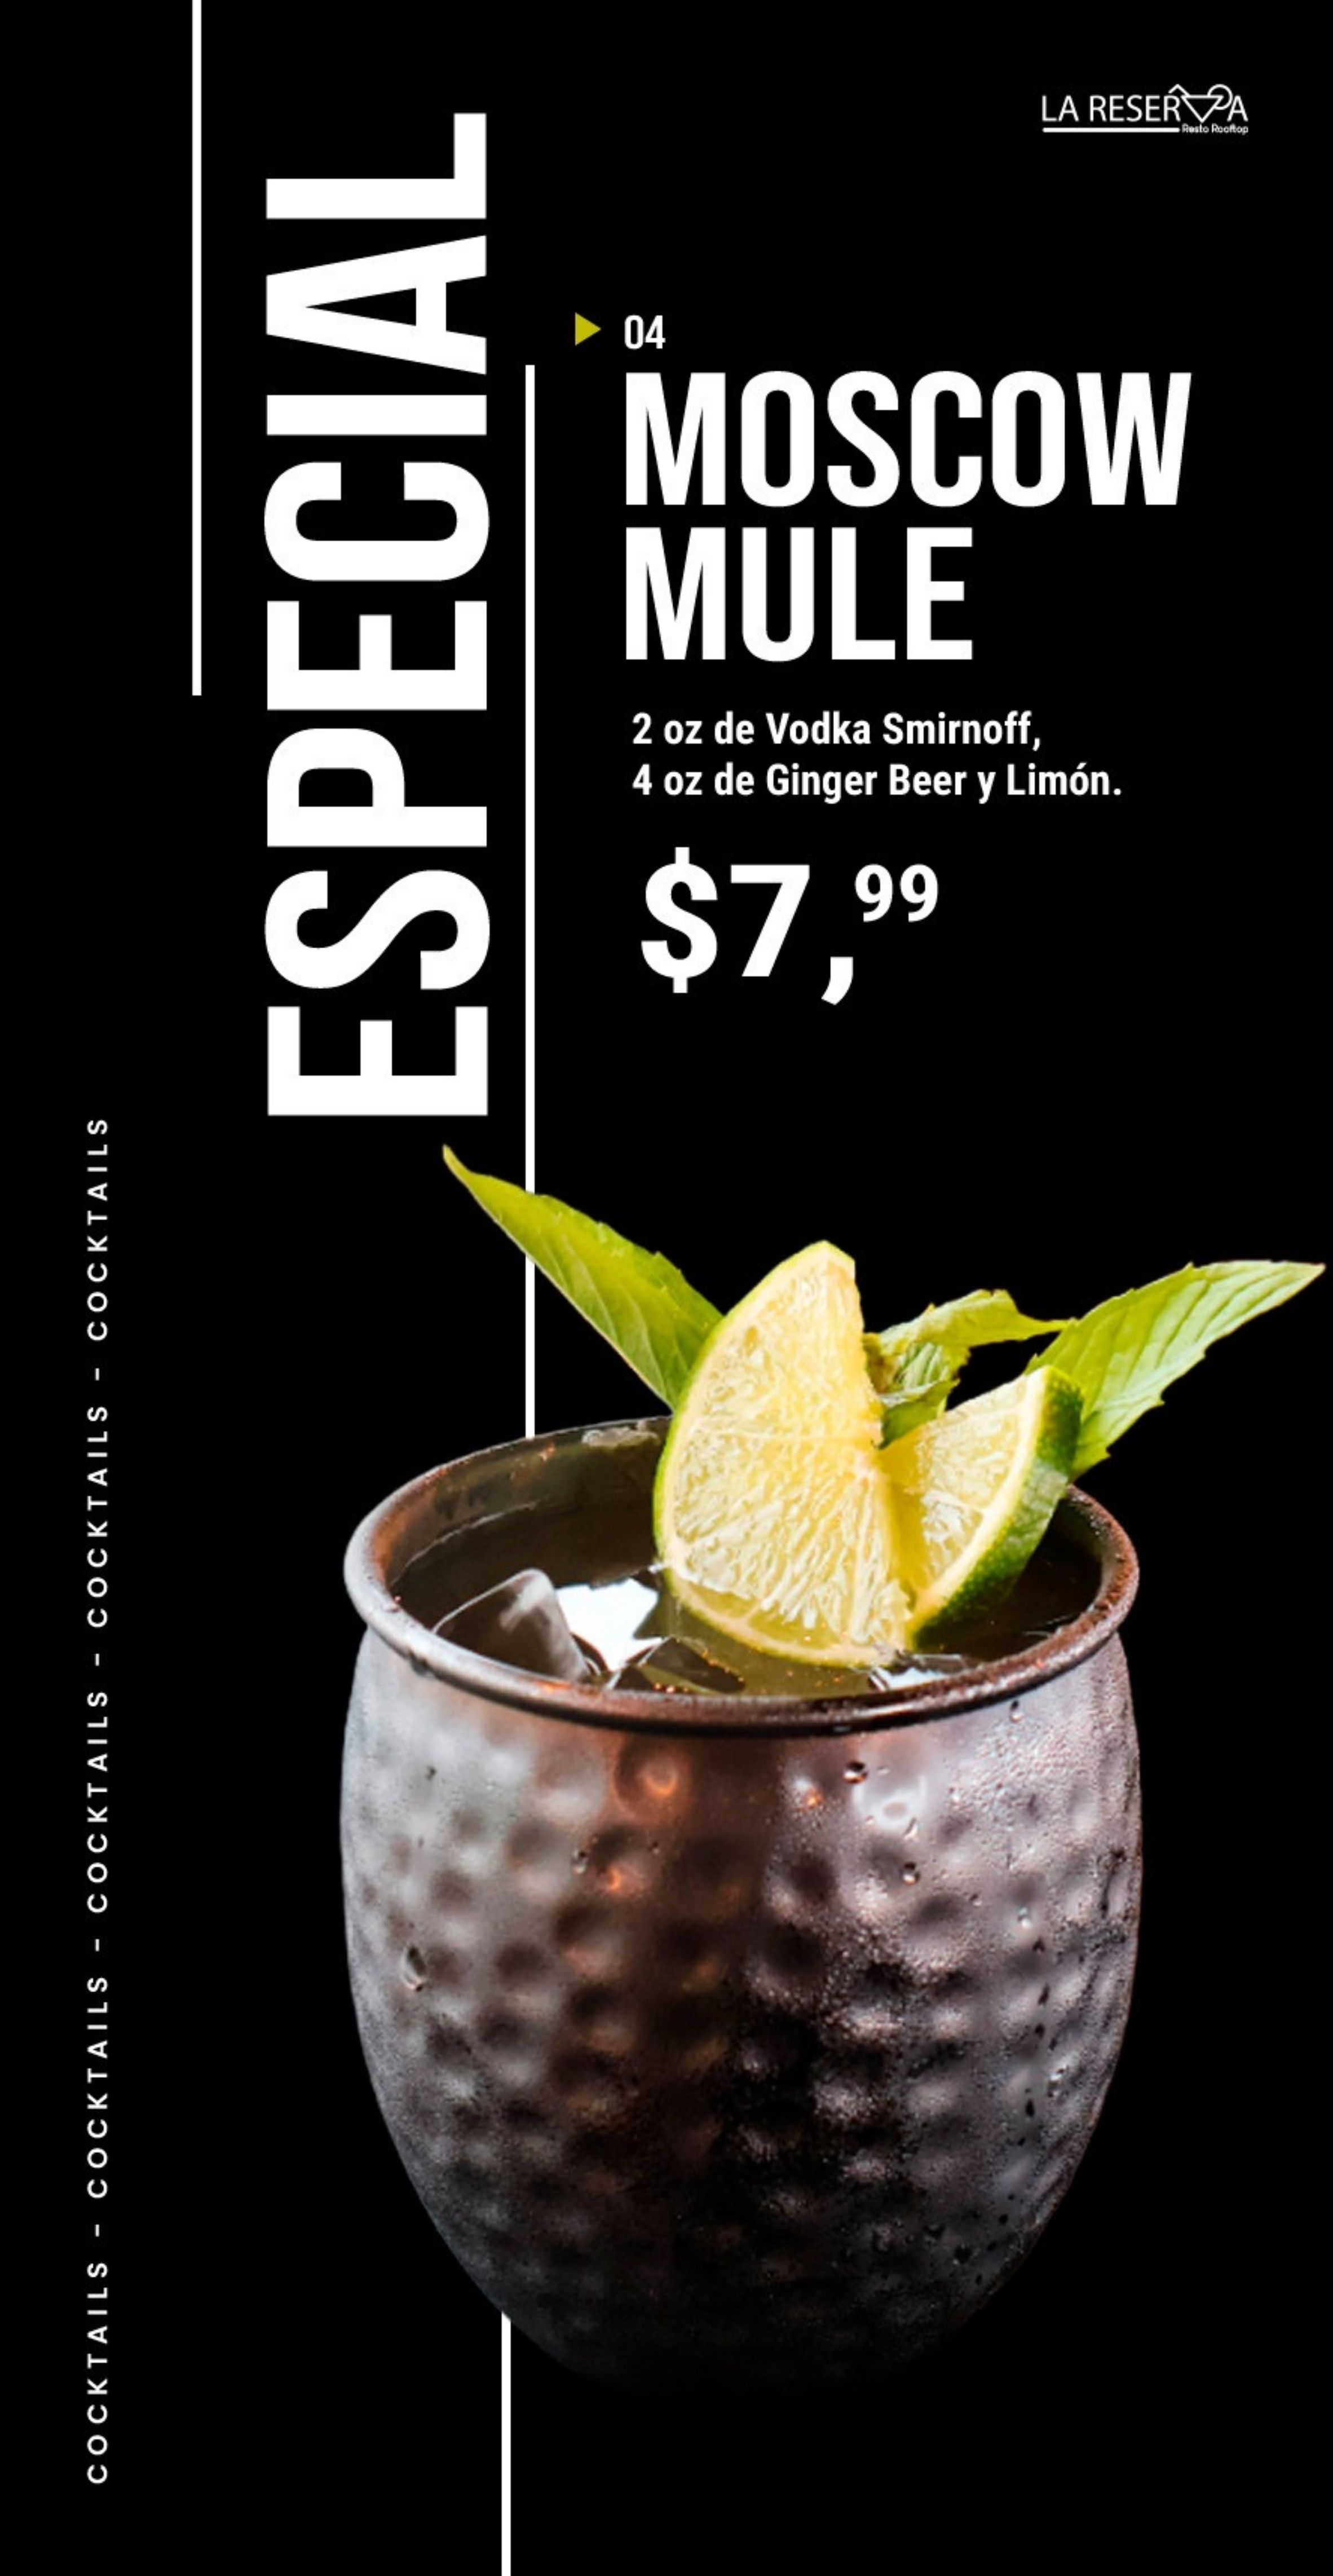 LA RESERVA
Resto Rooftop
ESPECIAL
04
MOSCOW
MULE
2 oz de Vodka Smirnoff,
4 oz de Ginger Beer y Limón.
$7,99
COCKTAILS - COCKTAILS - COCKTAILS - COCKTAILS - COCKTAILS